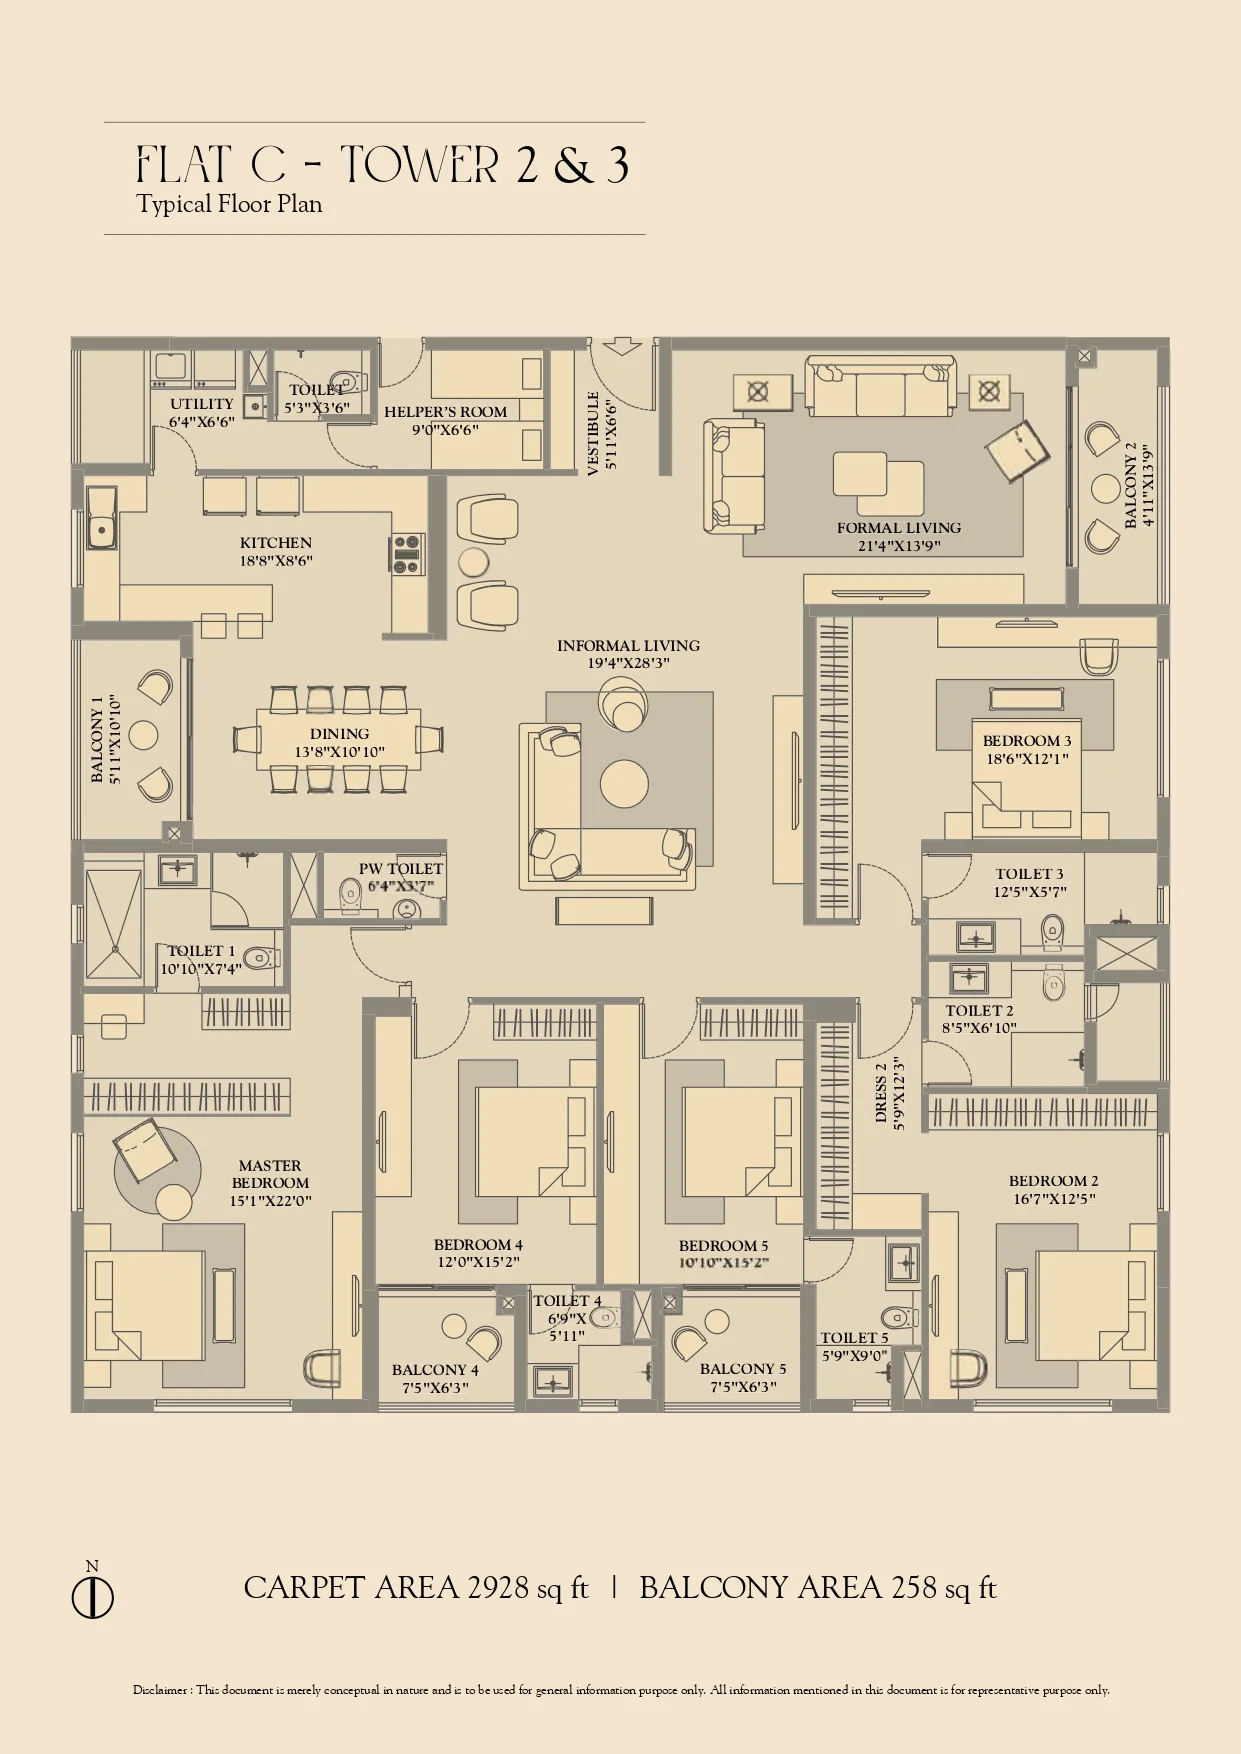 FLAT C - TOWER 2 & 3
Typical Floor Plan
UTILITY
6'4"X6'6"
TOILET
5'3"X3'6"
HELPER'S ROOM
9'0"X6'6"
VESTIBULE
5'11"X6'6"
FORMAL LIVING
21'4"X13'9"
BALCONY 2
4'11"X13'9"
KITCHEN
18'8"X8'6"
INFORMAL LIVING
19'4"X28'3"
BALCONY 1
5'11"X10'10"
DINING
13'8"X10'10"
BEDROOM 3
18'6"X12'1"
PW TOILET
6'4"X3'7"
TOILET 3
12'5"X5'7"
TOILET 1
10'10"X7'4"
TOILET 2
8'5"X6'10"
DRESS 2
5'9"X12'3"
MASTER
BEDROOM
15'1"X22'0"
BEDROOM 2
16'7"X12'5"
BEDROOM 4
12'0"X15'2"
BEDROOM 5
10'10"X15'2"
TOILET 4
6'9"X
5'11"
TOILET 5
5'9"X9'0"
BALCONY 4
7'5"X6'3"
BALCONY 5
7'5"X6'3"
N
CARPET AREA 2928 sq ft | BALCONY AREA 258 sq ft
Disclaimer : This document is merely conceptual in nature and is to be used for general information purpose only. All information mentioned in this document is for representative purpose only.